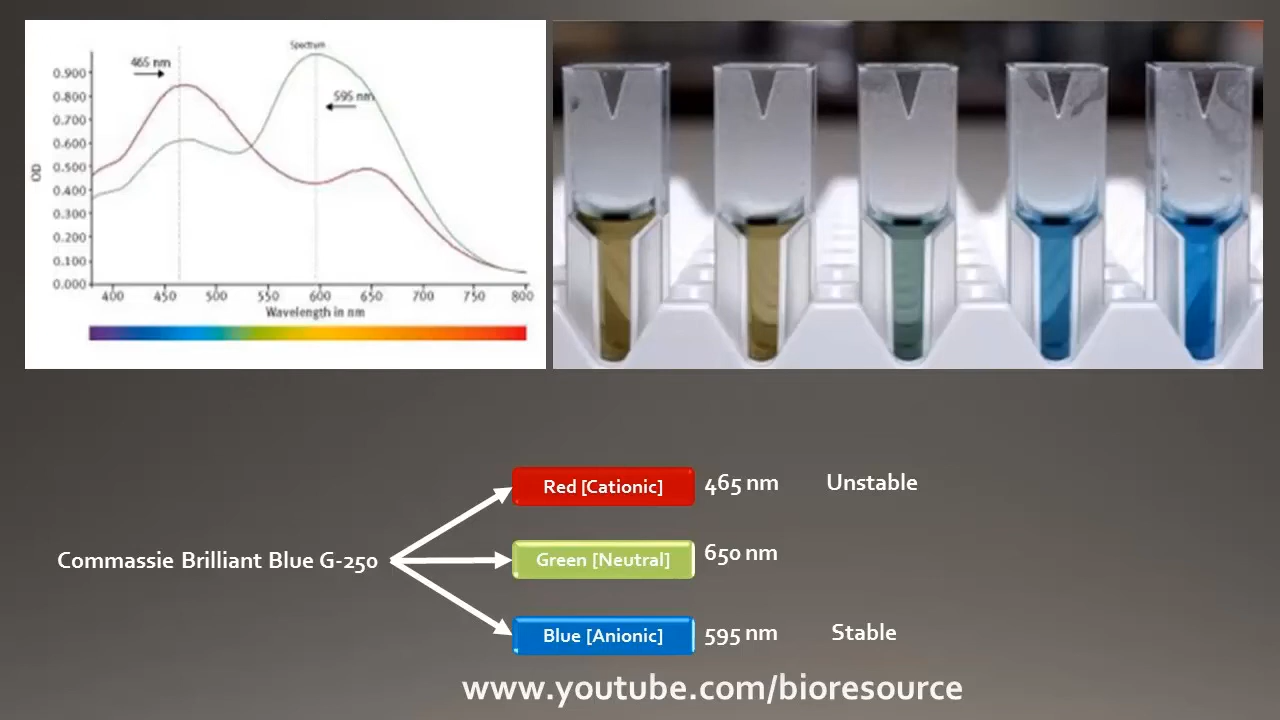 Spectrum
465 nm
595 nm
OD
0.900
0.800
0.700
0.600
0.500
0.400
0.300
0.200
0.100
0.000
400 450 500 550 600 650 700 750 800
Wavelength in nm
Red [Cationic] 465 nm Unstable
Commassie Brilliant Blue G-250 Green [Neutral] 650 nm
Blue [Anionic] 595 nm Stable
www.youtube.com/bioresource